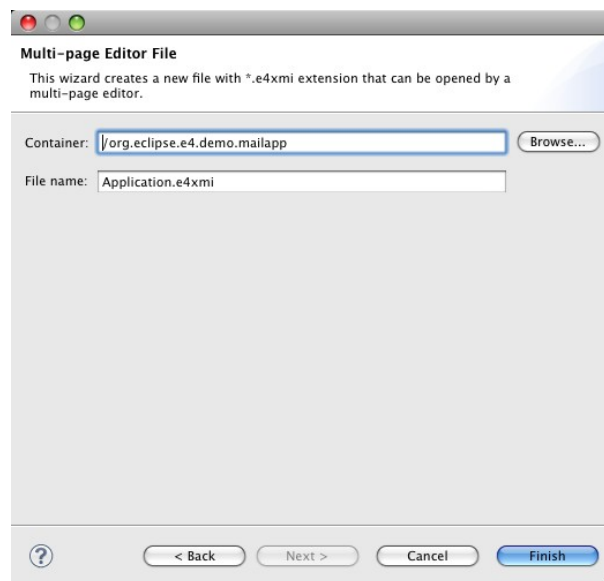 Multi-page Editor File
This wizard creates a new file with *.e4xmi extension that can be opened by a
multi-page editor.
Container: /org.eclipse.e4.demo.mailapp Browse...
File name: Application.e4xmi
? < Back Next > Cancel Finish